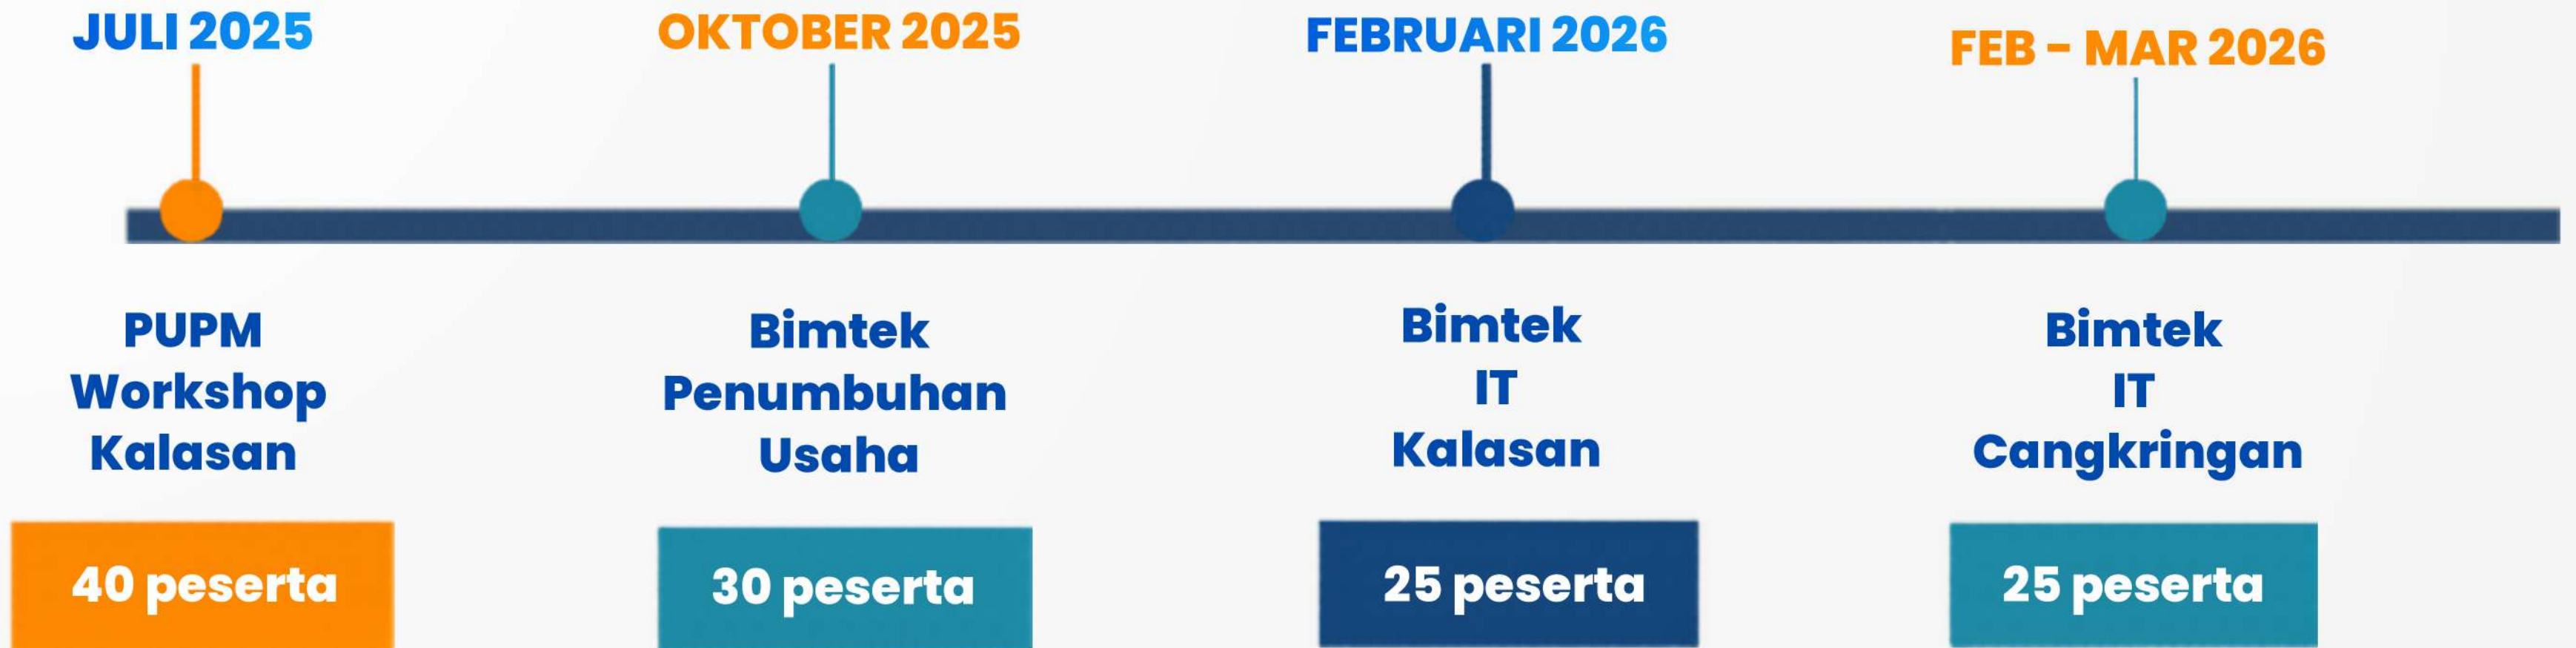 JULI 2025
PUPM
Workshop
Kalasan
40 peserta
OKTOBER 2025
Bimtek
Penumbuhan
Usaha
30 peserta
FEBRUARI 2026
Bimtek
IT
Kalasan
25 peserta
FEB - MAR 2026
Bimtek
IT
Cangkringan
25 peserta